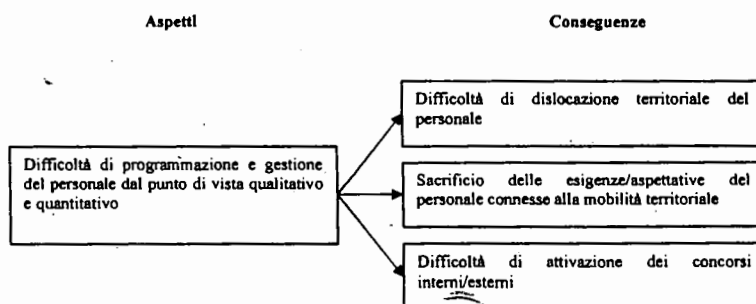 Aspetti
Conseguenze
Difficoltà di dislocazione territoriale del
personale
Difficoltà di programmazione e gestione
del personale dal punto di vista qualitativo
e quantitativo
Sacrificio delle esigenze/aspettative del
personale connesse alla mobilità territoriale
Difficoltà di attivazione dei concorsi
interni/esterni